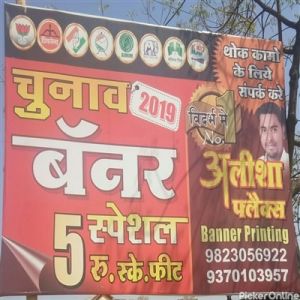 थोक कामो
के लिये
संपर्क करे
चुनाव 2019
बॅनर
5 स्पेशल
रु. स्के. फीट
विदर्भ मे
No. 1
अलीशा
फ्लेक्स
Banner Printing
9823056922
9370103957
PickerOnline